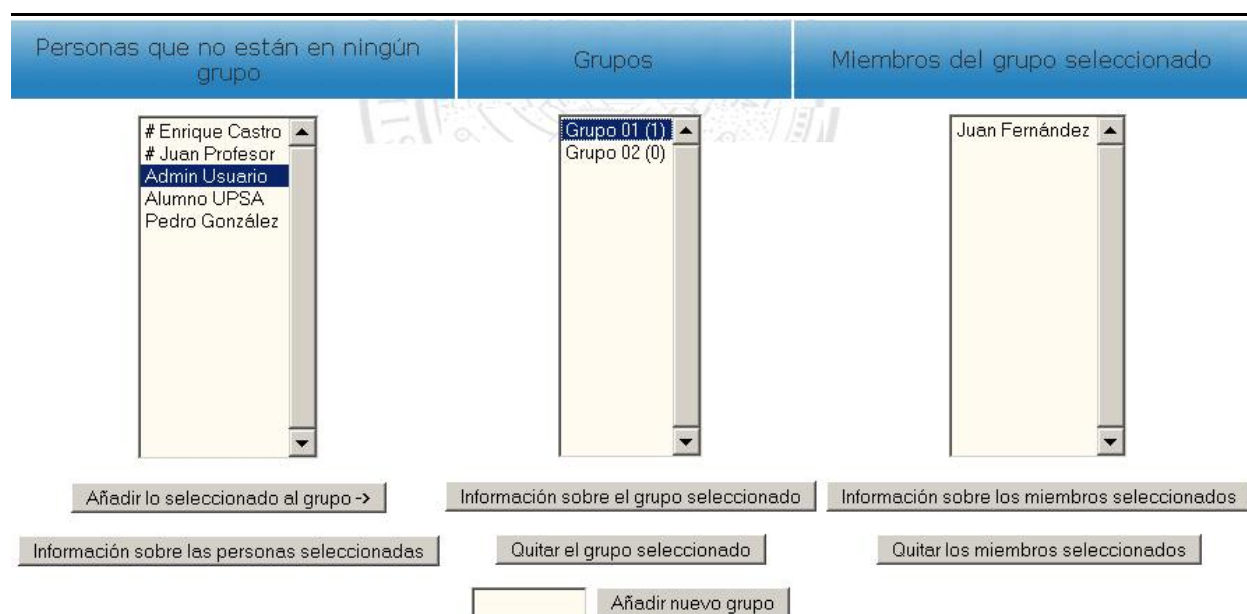 Personas que no están en ningún
grupo
Grupos
Miembros del grupo seleccionado
# Enrique Castro
# Juan Profesor
Admin Usuario
Alumno UPSA
Pedro González
Grupo 01 (1)
Grupo 02 (0)
Juan Fernández
Añadir lo seleccionado al grupo ->
Información sobre el grupo seleccionado
Información sobre los miembros seleccionados
Información sobre las personas seleccionadas
Quitar el grupo seleccionado
Quitar los miembros seleccionados
Añadir nuevo grupo